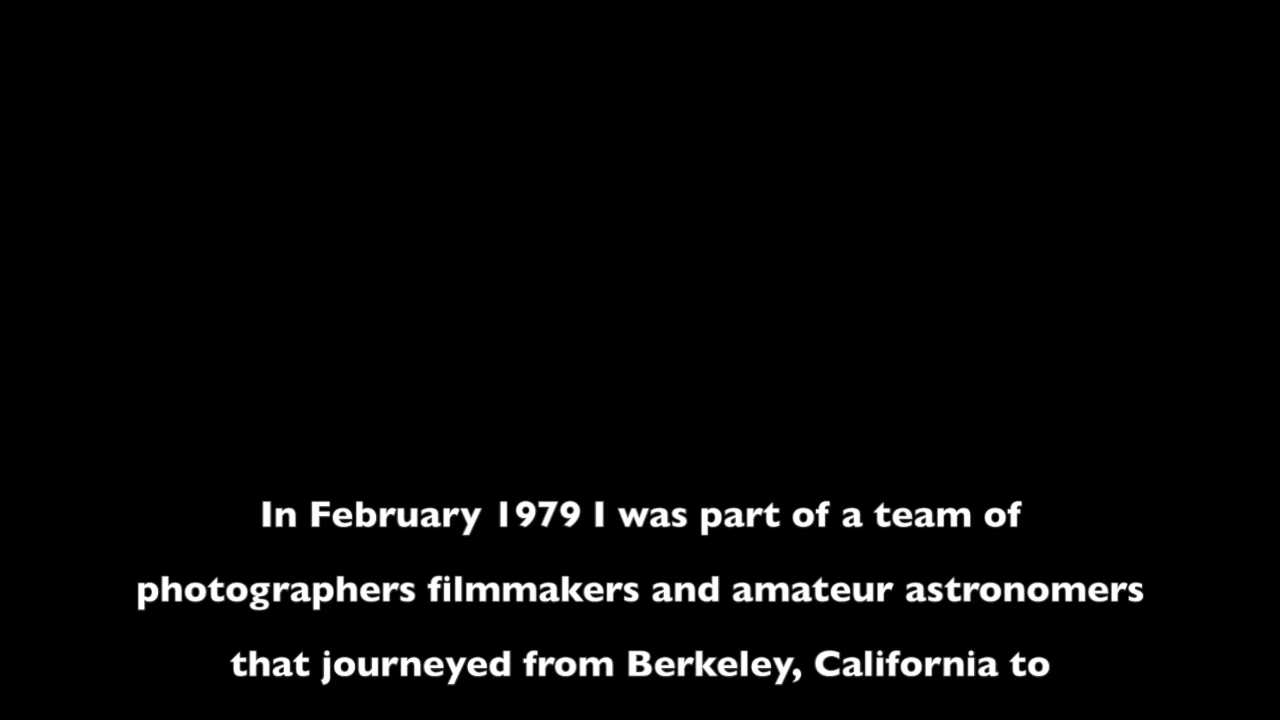 In February 1979 I was part of a team of
photographers filmmakers and amateur astronomers
that journeyed from Berkeley, California to